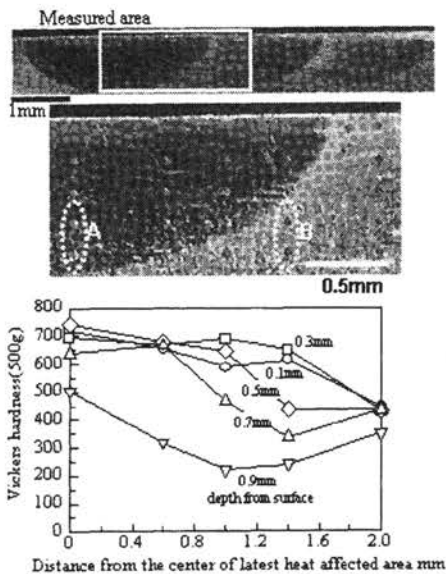 Measured area
1mm
A
B
0.5mm
800
700
600
500
400
300
200
100
0
Vickers hardness(500g)
0.3mm
0.1mm
0.5mm
0.7mm
0.9mm
depth from surface
0 0.4 0.8 1.2 1.6 2.0
Distance from the center of latest heat affected area mm